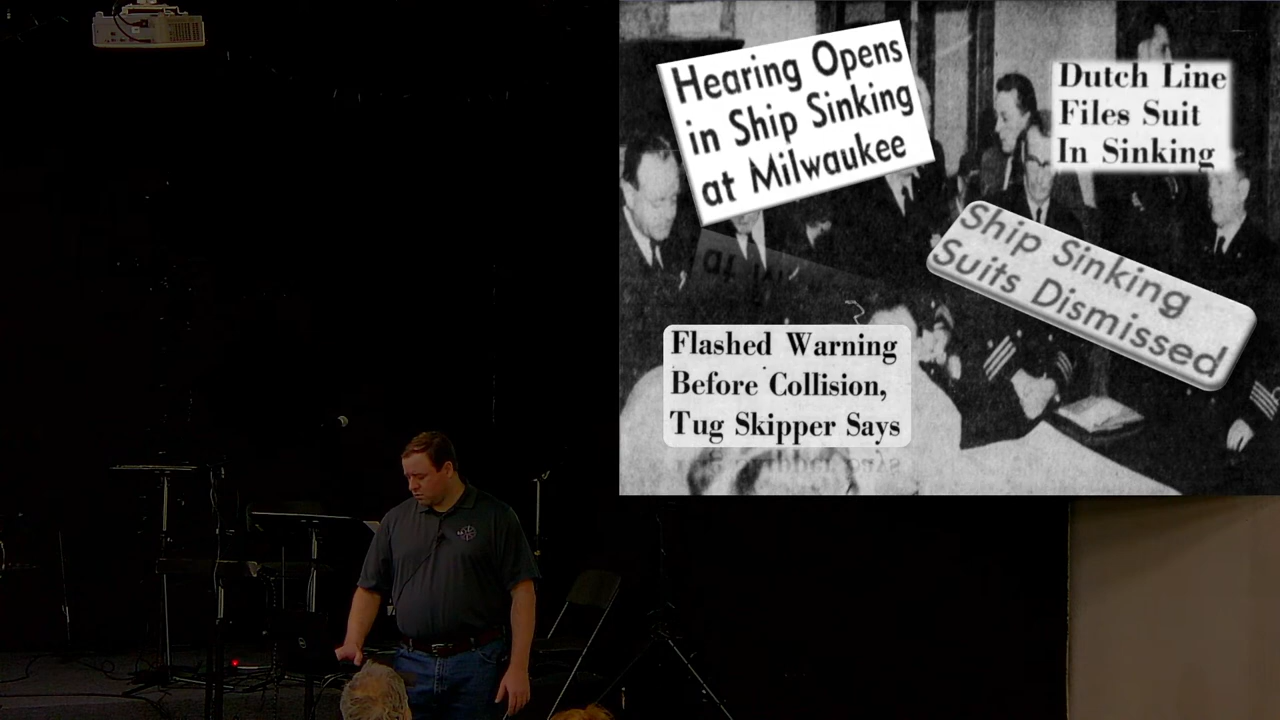 Hearing Opens
in Ship Sinking
at Milwaukee
Dutch Line
Files Suit
In Sinking
Ship Sinking
Suits Dismissed
Flashed Warning
Before Collision,
Tug Skipper Says